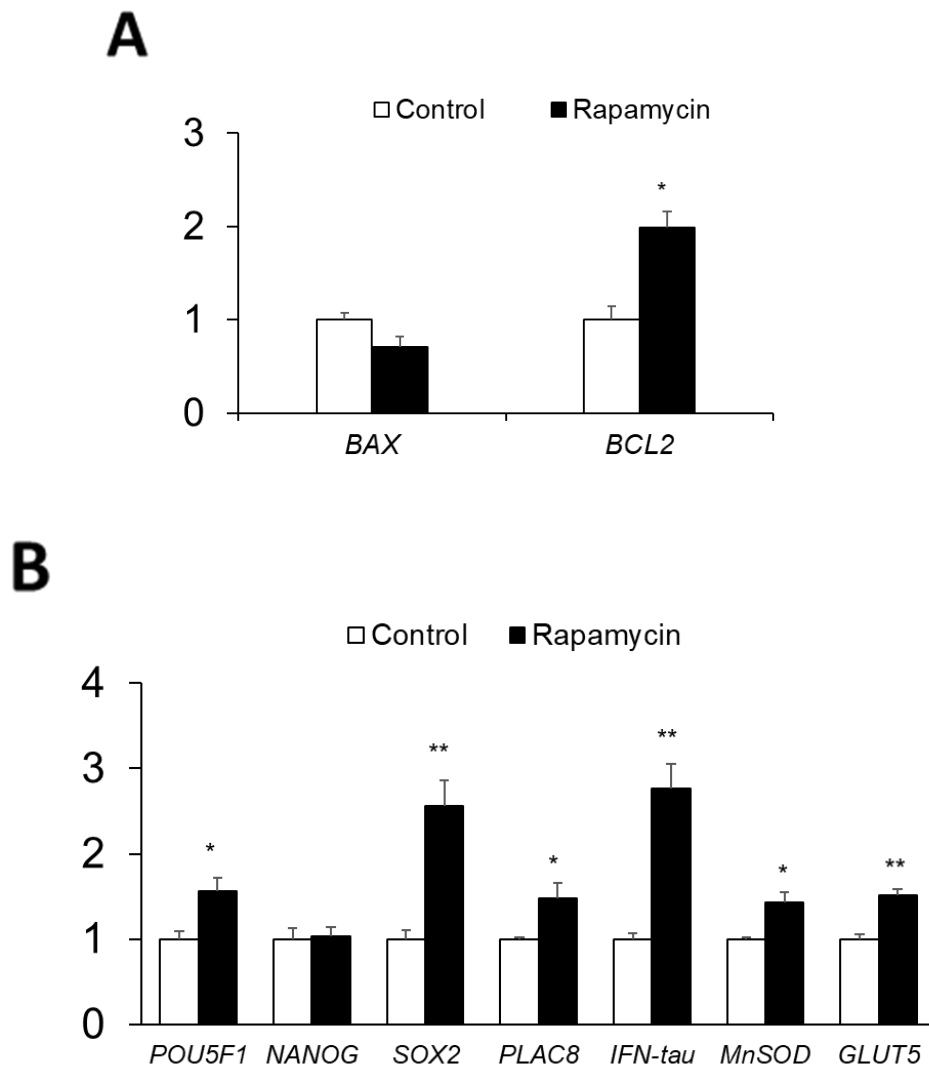 A
Control Rapamycin
3
2
1
0
*
BAX BCL2
B
Control Rapamycin
4
3
2
1
0
* ** * ** * **
POU5F1 NANOG SOX2 PLAC8 IFN-tau MnSOD GLUT5